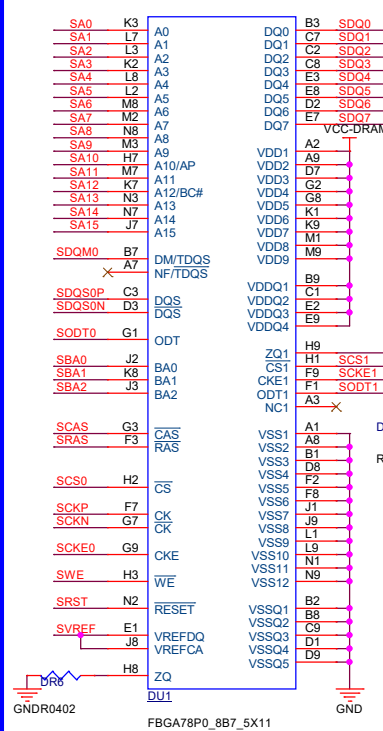 SA0 K3 A0 DQ0 B3 SDQ0
SA1 L7 A1 DQ1 C7 SDQ1
SA2 L3 A2 DQ2 C2 SDQ2
SA3 K2 A3 DQ3 C8 SDQ3
SA4 L8 A4 DQ4 E3 SDQ4
SA5 L2 A5 DQ5 E8 SDQ5
SA6 M8 A6 DQ6 D2 SDQ6
SA7 M2 A7 DQ7 E7 SDQ7
SA8 N8 A8 VCC-DRAM
SA9 M3 A9 VDD1 A2
SA10 H7 A10/AP VDD2 A9
SA11 M7 A11 VDD3 D7
SA12 K7 A12/BC# VDD4 G2
SA13 N3 A13 VDD5 G8
SA14 N7 A14 VDD6 K1
SA15 J7 A15 VDD7 K9
VDD8 M1
SDQM0 B7 DM/TDQS VDD9 M9
A7 NF/TDQS
VDDQ1 B9
SDQS0P C3 DQS VDDQ2 C1
SDQS0N D3 DQS VDDQ3 E2
VDDQ4 E9
SODT0 G1 ODT
ZQ1 H9
SBA0 J2 BA0 CS1 H1 SCS1
SBA1 K8 BA1 CKE1 F9 SCKE1
SBA2 J3 BA2 ODT1 F1 SODT1
NC1 A3
SCAS G3 CAS VSS1 A1
SRAS F3 RAS VSS2 A8
VSS3 B1
VSS4 D8
SCS0 H2 CS VSS5 F2
VSS6 F8
SCKP F7 CK VSS7 J1
SCKN G7 CK VSS8 J9
VSS9 L1
SCKE0 G9 CKE VSS10 L9
VSS11 N1
SWE H3 WE VSS12 N9
SRST N2 RESET VSSQ1 B2
VSSQ2 B8
SVREF E1 VREFDQ VSSQ3 C9
J8 VREFCA VSSQ4 D1
VSSQ5 D9
H8 ZQ
DR6
DU1
GNDR0402
GND
FBGA78P0_8B7_5X11
D
R